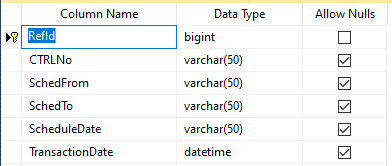 Column Name Data Type Allow Nulls
RefId bigint
CTRLNo varchar(50)
SchedFrom varchar(50)
SchedTo varchar(50)
ScheduleDate varchar(50)
TransactionDate datetime